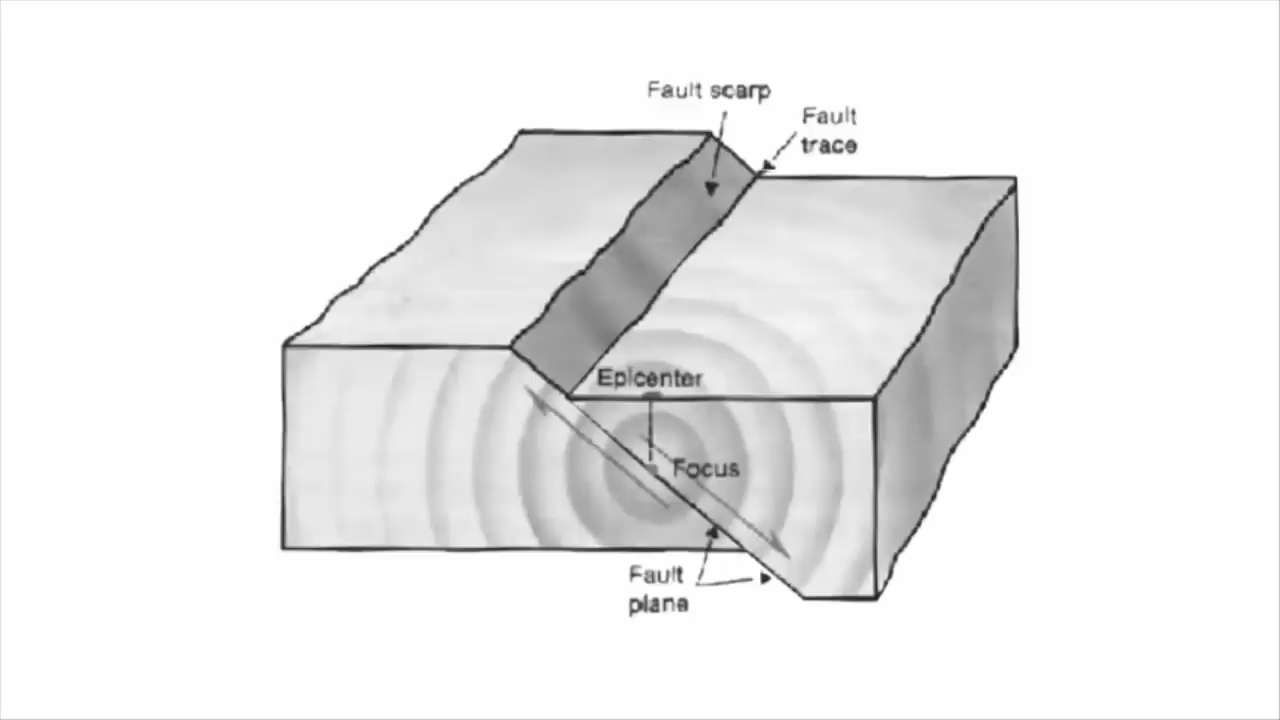 Fault scarp
Fault
trace
Epicenter
Focus
Fault
plane